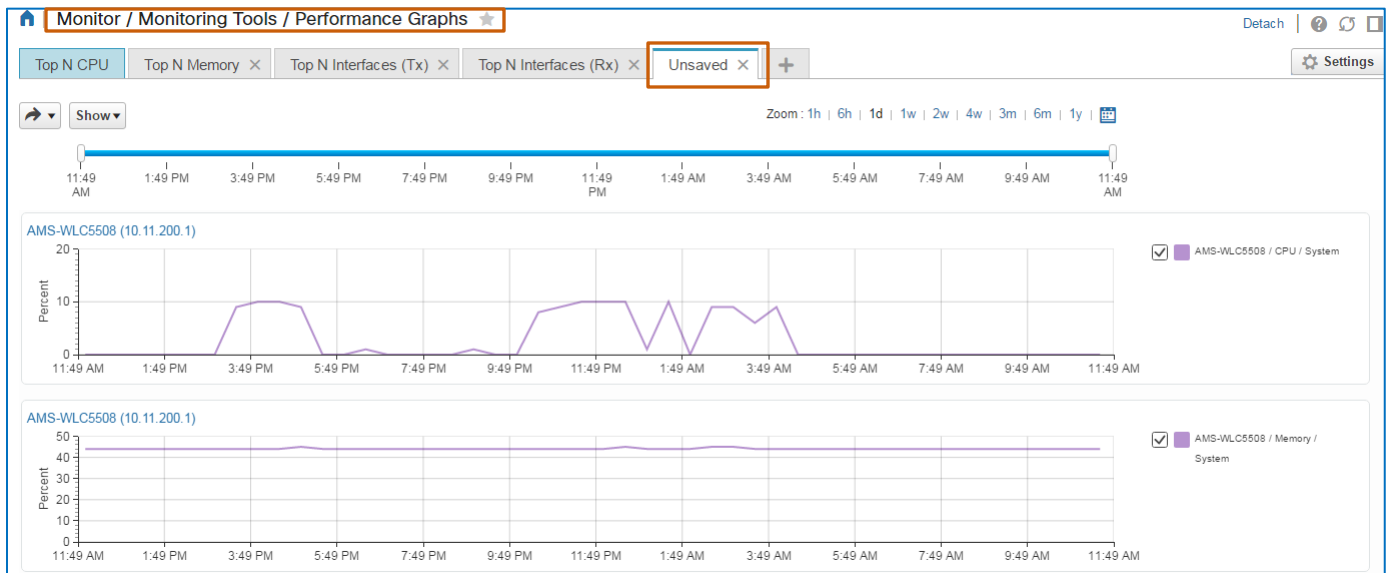 Monitor / Monitoring Tools / Performance Graphs
Detach
Top N CPU
Top N Memory
Top N Interfaces (Tx)
Top N Interfaces (Rx)
Unsaved
Settings
Show
Zoom : 1h | 6h | 1d | 1w | 2w | 4w | 3m | 6m | 1y |
11:49 AM 1:49 PM 3:49 PM 5:49 PM 7:49 PM 9:49 PM 11:49 PM 1:49 AM 3:49 AM 5:49 AM 7:49 AM 9:49 AM 11:49 AM
AMS-WLC5508 (10.11.200.1)
20
10
0
Percent
11:49 AM 1:49 PM 3:49 PM 5:49 PM 7:49 PM 9:49 PM 11:49 PM 1:49 AM 3:49 AM 5:49 AM 7:49 AM 9:49 AM 11:49 AM
AMS-WLC5508 / CPU / System
AMS-WLC5508 (10.11.200.1)
50
40
30
20
10
0
Percent
11:49 AM 1:49 PM 3:49 PM 5:49 PM 7:49 PM 9:49 PM 11:49 PM 1:49 AM 3:49 AM 5:49 AM 7:49 AM 9:49 AM 11:49 AM
AMS-WLC5508 / Memory /
System